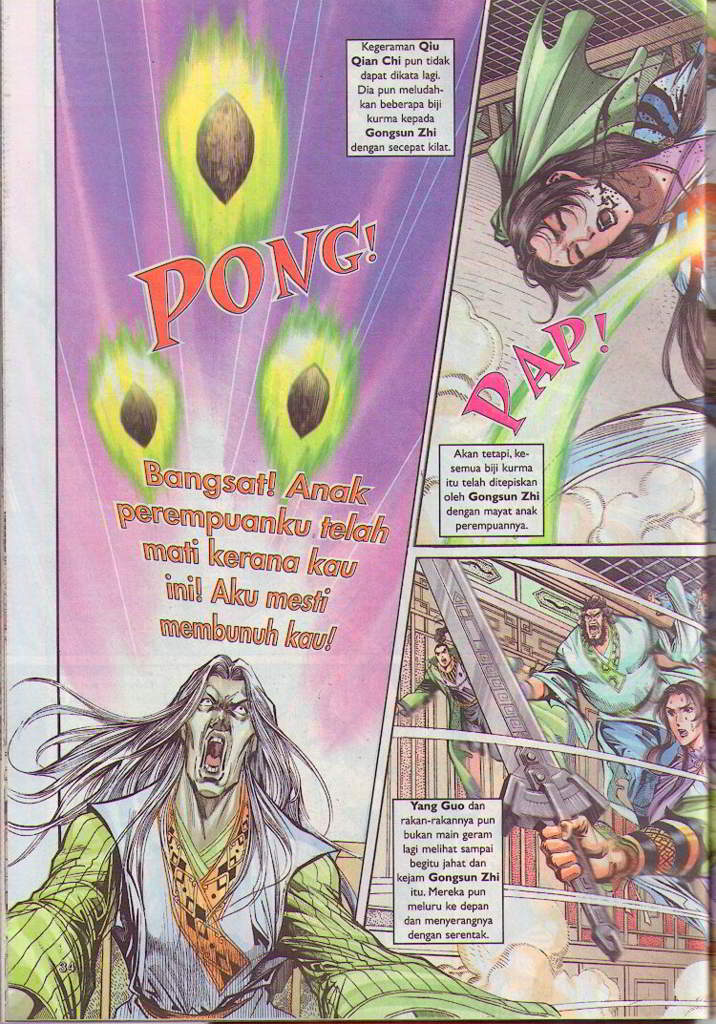 Kegeraman Qiu
Qian Chi pun tidak
dapat dikata lagi.
Dia pun meludah-
kan beberapa biji
kurma kepada
Gongsun Zhi
dengan secepat kilat.
PONG!
Bangsat! Anak
perempuanku telah
mati kerana kau
ini! Aku mesti
membunuh kau!
PAP!
Akan tetapi, ke-
semua biji kurma
itu telah ditepiskan
oleh Gongsun Zhi
dengan mayat anak
perempuannya.
Yang Guo dan
rakan-rakannya pun
bukan main geram
lagi melihat sampai
begitu jahat dan
kejam Gongsun Zhi
itu. Mereka pun
meluru ke depan
dan menyerangnya
dengan serentak.
34